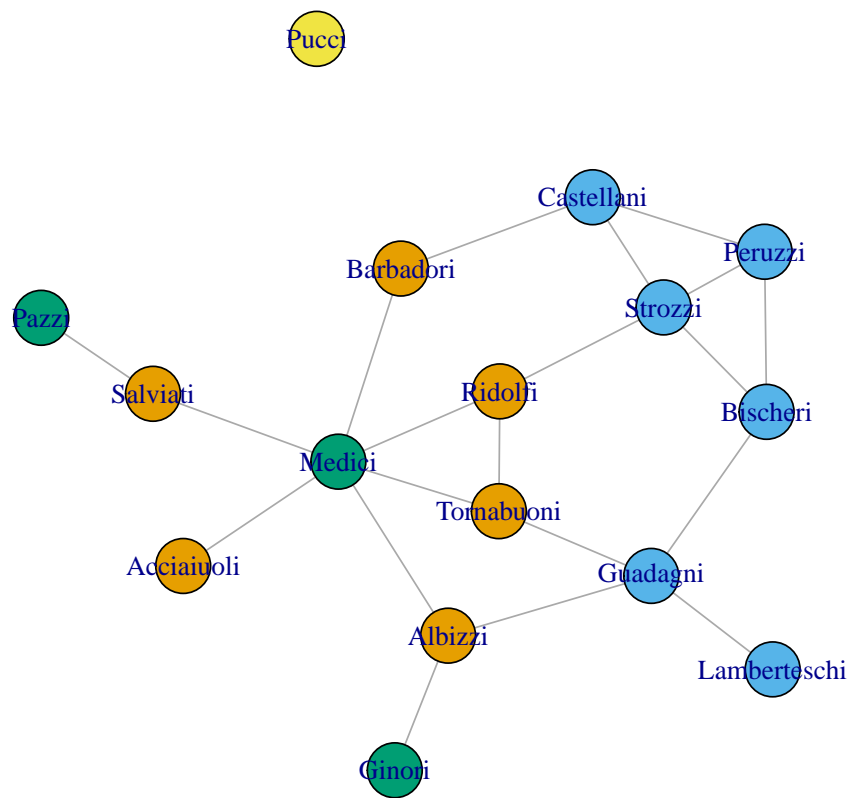 Pucci
Castellani
Peruzzi
Barbadori
Strozzi
Pazzi
Salviati
Ridolfi
Bischeri
Medici
Tornabuoni
Acciaiuoli
Guadagni
Albizzi
Lamberteschi
Ginori